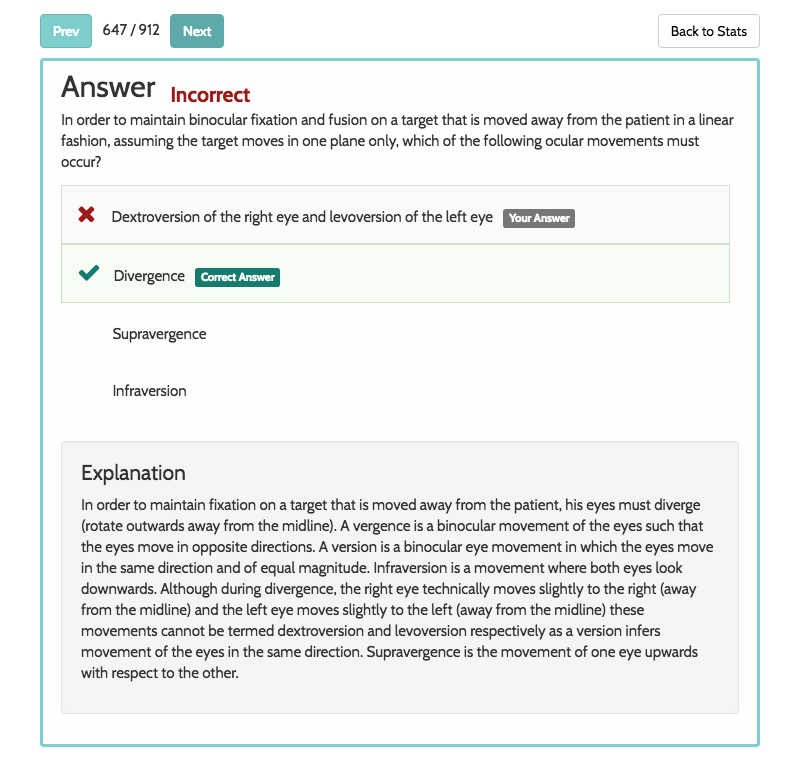 Prev 647 / 912 Next Back to Stats
Answer Incorrect
In order to maintain binocular fixation and fusion on a target that is moved away from the patient in a linear
fashion, assuming the target moves in one plane only, which of the following ocular movements must
occur?
Dextroversion of the right eye and levoversion of the left eye Your Answer
Divergence Correct Answer
Supravergence
Infraversion
Explanation
In order to maintain fixation on a target that is moved away from the patient, his eyes must diverge
(rotate outwards away from the midline). A vergence is a binocular movement of the eyes such that
the eyes move in opposite directions. A version is a binocular eye movement in which the eyes move
in the same direction and of equal magnitude. Infraversion is a movement where both eyes look
downwards. Although during divergence, the right eye technically moves slightly to the right (away
from the midline) and the left eye moves slightly to the left (away from the midline) these
movements cannot be termed dextroversion and levoversion respectively as a version infers
movement of the eyes in the same direction. Supravergence is the movement of one eye upwards
with respect to the other.